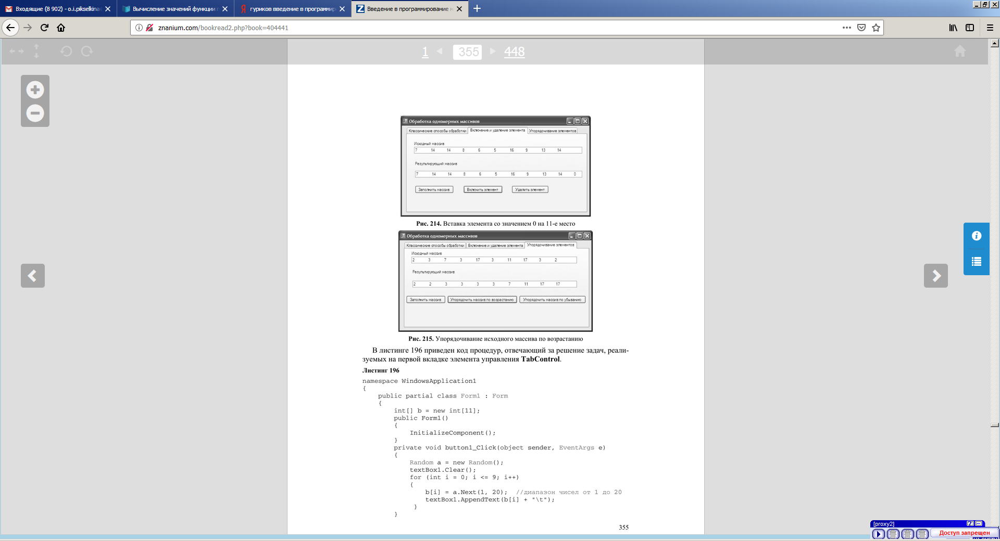 Входящие (8 902) - o.i.pikselkina
Вычисление значений функции
гуриков введение в программир
Введение в программирование н
znanium.com/bookread2.php?book=404441
1 355 448
Обработка одномерных массивов
Классические способы обработки Включение и удаление элемента Упорядочивание элементов
Исходный массив
7 14 14 8 6 5 16 9 13 14
Результирующий массив
7 14 14 8 6 5 16 9 13 14 0
Заполнить массив Включить элемент Удалить элемент
Рис. 214. Вставка элемента со значением 0 на 11-е место
Обработка одномерных массивов
Классические способы обработки Включение и удаление элемента Упорядочивание элементов
Исходный массив
2 3 7 3 17 3 11 17 3 2
Результирующий массив
2 2 3 3 3 3 7 11 17 17
Заполнить массив Упорядочить массив по возрастанию Упорядочить массив по убыванию
Рис. 215. Упорядочивание исходного массива по возрастанию
В листинге 196 приведен код процедур, отвечающий за решение задач, реали-
зуемых на первой вкладке элемента управления TabControl.
Листинг 196
namespace WindowsApplication1
{
public partial class Form1 : Form
{
int[] b = new int[11];
public Form1()
{
InitializeComponent();
}
private void button1_Click(object sender, EventArgs e)
{
Random a = new Random();
textBox1.Clear();
for (int i = 0; i <= 9; i++)
{
b[i] = a.Next(1, 20); //диапазон чисел от 1 до 20
textBox1.AppendText(b[i] + "\t");
}
}
355
[proxy2]
Доступ запрещен